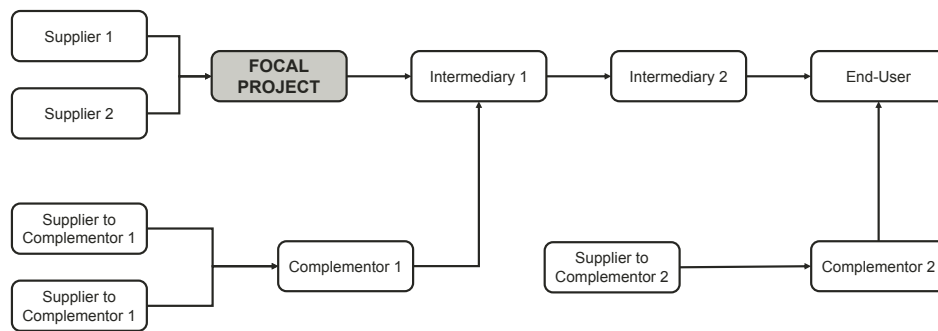 Supplier 1
FOCAL
PROJECT
Intermediary 1
Intermediary 2
End-User
Supplier 2
Supplier to
Complementor 1
Complementor 1
Supplier to
Complementor 2
Complementor 2
Supplier to
Complementor 1